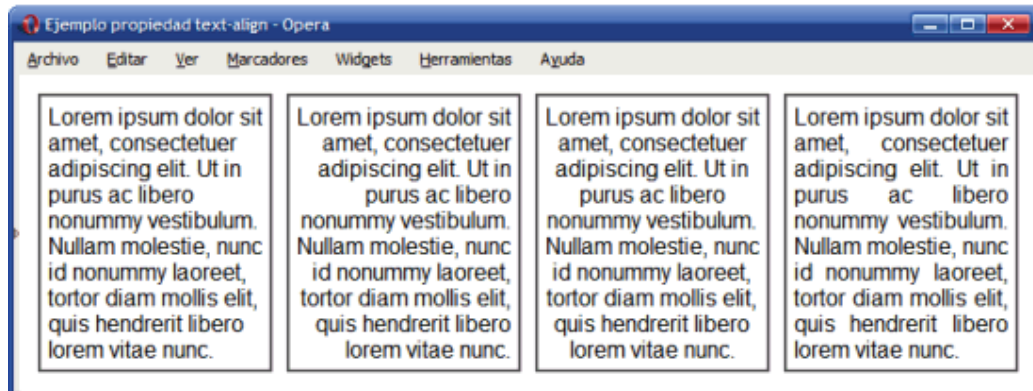 Ejemplo propiedad text-align - Opera
Archivo Editar Ver Marcadores Widgets Herramientas Ayuda
Lorem ipsum dolor sit
amet, consectetuer
adipiscing elit. Ut in
purus ac libero
nonummy vestibulum.
Nullam molestie, nunc
id nonummy laoreet,
tortor diam mollis elit,
quis hendrerit libero
lorem vitae nunc.
Lorem ipsum dolor sit
amet, consectetuer
adipiscing elit. Ut in
purus ac libero
nonummy vestibulum.
Nullam molestie, nunc
id nonummy laoreet,
tortor diam mollis elit,
quis hendrerit libero
lorem vitae nunc.
Lorem ipsum dolor sit
amet, consectetuer
adipiscing elit. Ut in
purus ac libero
nonummy vestibulum.
Nullam molestie, nunc
id nonummy laoreet,
tortor diam mollis elit,
quis hendrerit libero
lorem vitae nunc.
Lorem ipsum dolor sit
amet, consectetuer
adipiscing elit. Ut in
purus ac libero
nonummy vestibulum.
Nullam molestie, nunc
id nonummy laoreet,
tortor diam mollis elit,
quis hendrerit libero
lorem vitae nunc.